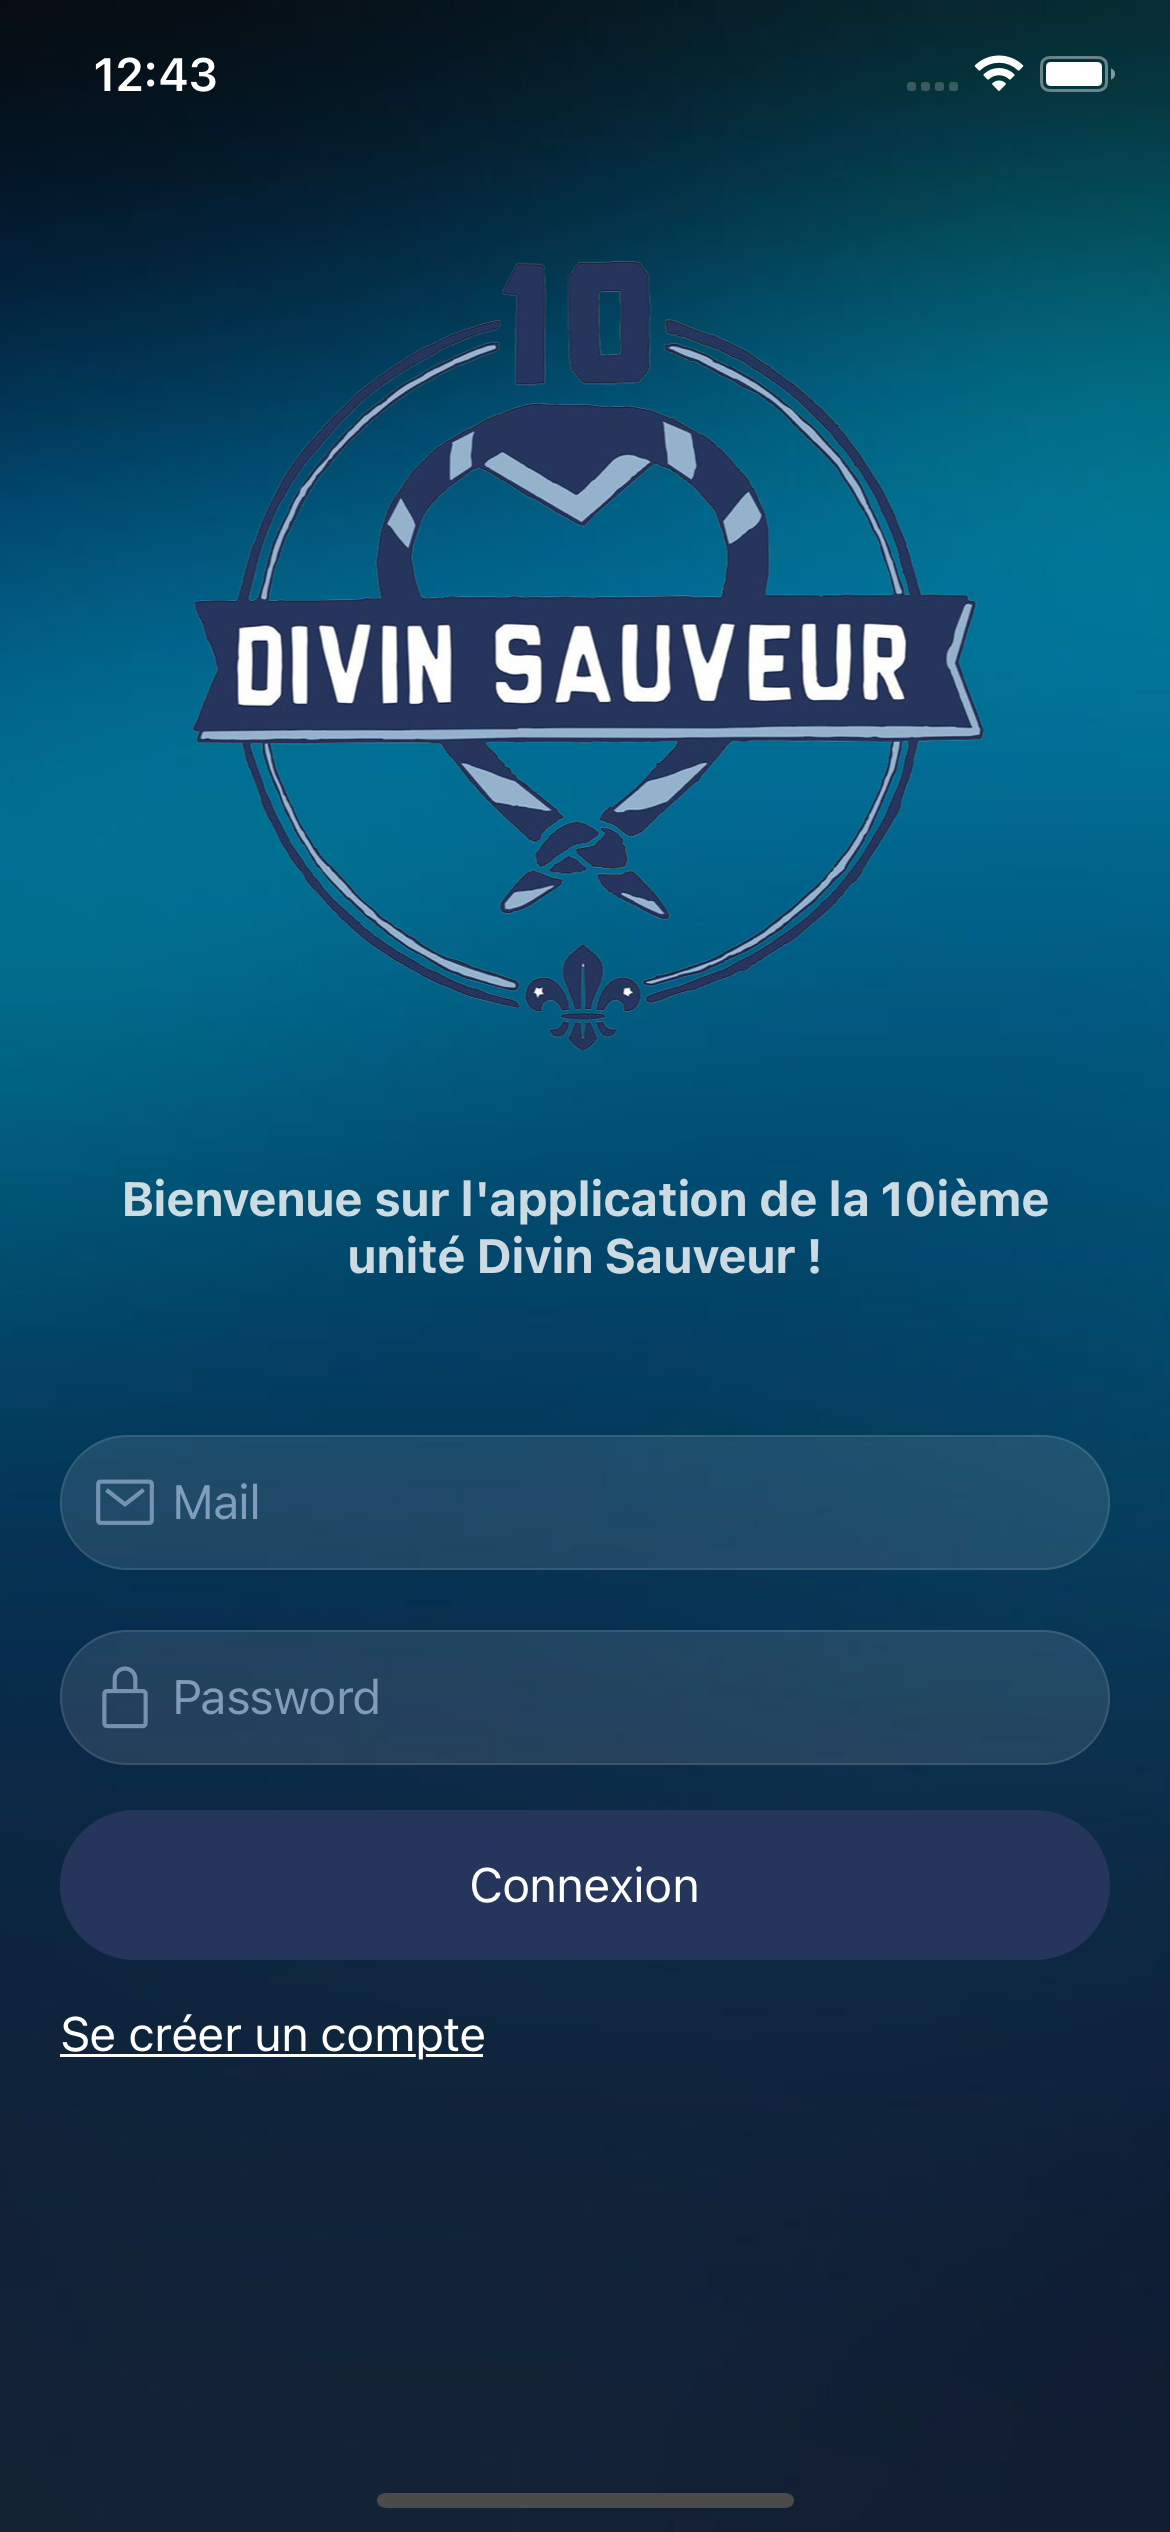 12:43
10
DIVIN SAUVEUR
Bienvenue sur l'application de la 10ième
unité Divin Sauveur !
Mail
Password
Connexion
Se créer un compte